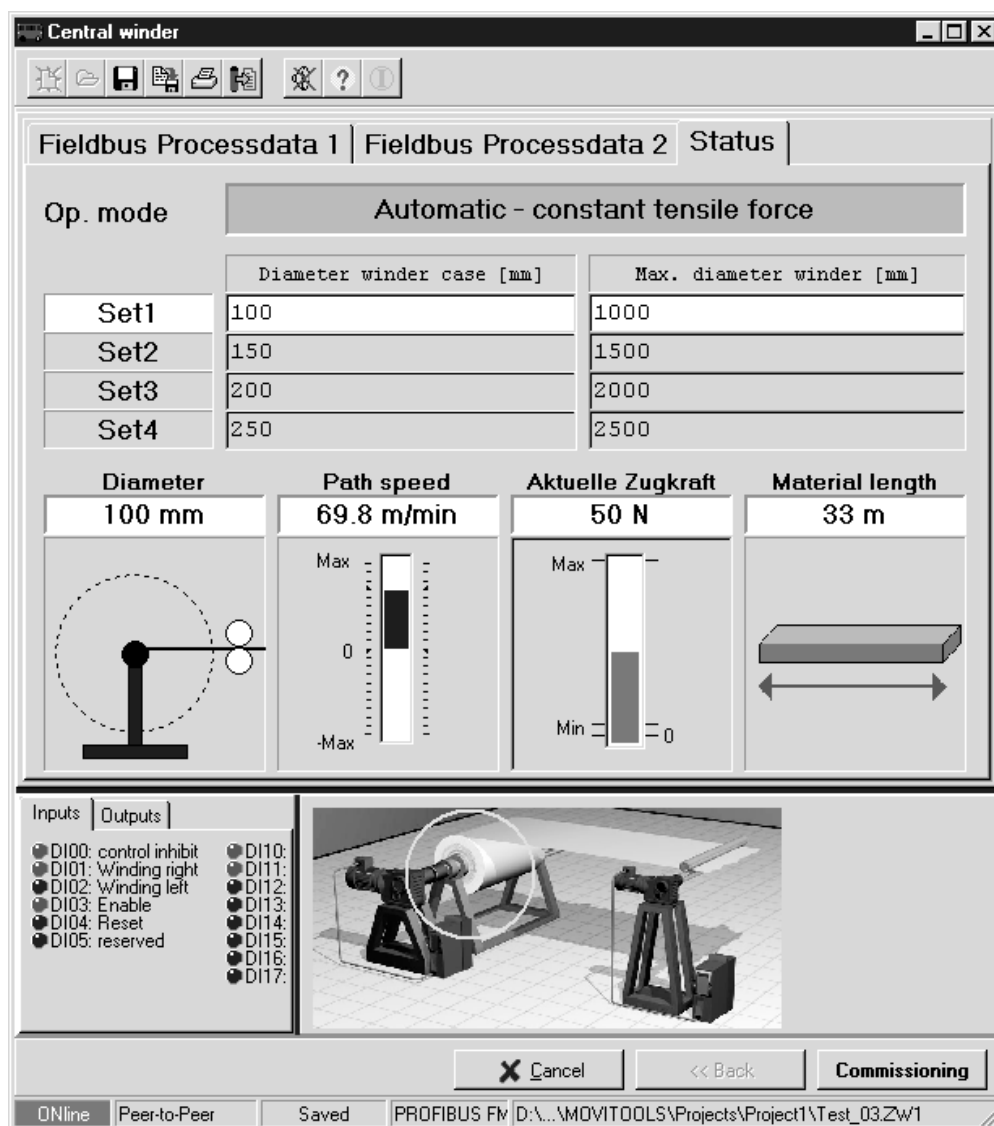 Central winder
Fieldbus Processdata 1 Fieldbus Processdata 2 Status
Op. mode Automatic - constant tensile force
Diameter winder case [mm] Max. diameter winder [mm]
Set1 100 1000
Set2 150 1500
Set3 200 2000
Set4 250 2500
Diameter Path speed Aktuelle Zugkraft Material length
100 mm 69.8 m/min 50 N 33 m
Max Max
0
Min 0
-Max
Inputs Outputs
DI00: control inhibit DI10:
DI01: Winding right DI11:
DI02: Winding left DI12:
DI03: Enable DI13:
DI04: Reset DI14:
DI05: reserved DI15:
DI16:
DI17:
Cancel << Back Commissioning
ONline Peer-to-Peer Saved PROFIBUS FM D:\...\MOVITOOLS\Projects\Project1\Test_03.ZW1